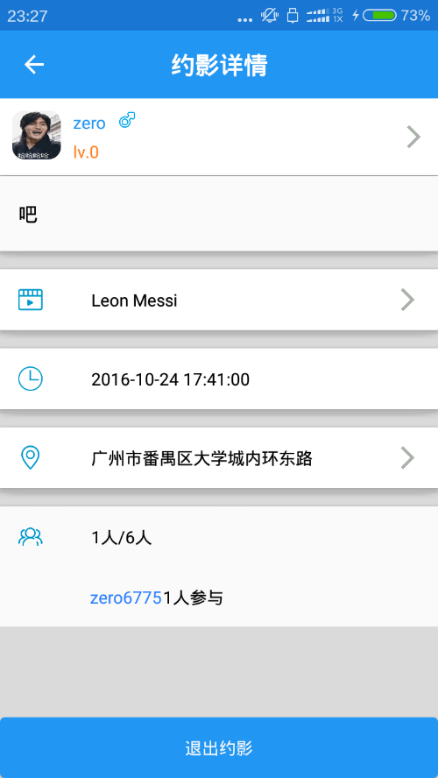 23:27
... 3G 1X 73%
约影详情
zero
lv.0
吧
Leon Messi
2016-10-24 17:41:00
广州市番禺区大学城内环东路
1人/6人
zero67751人参与
退出约影